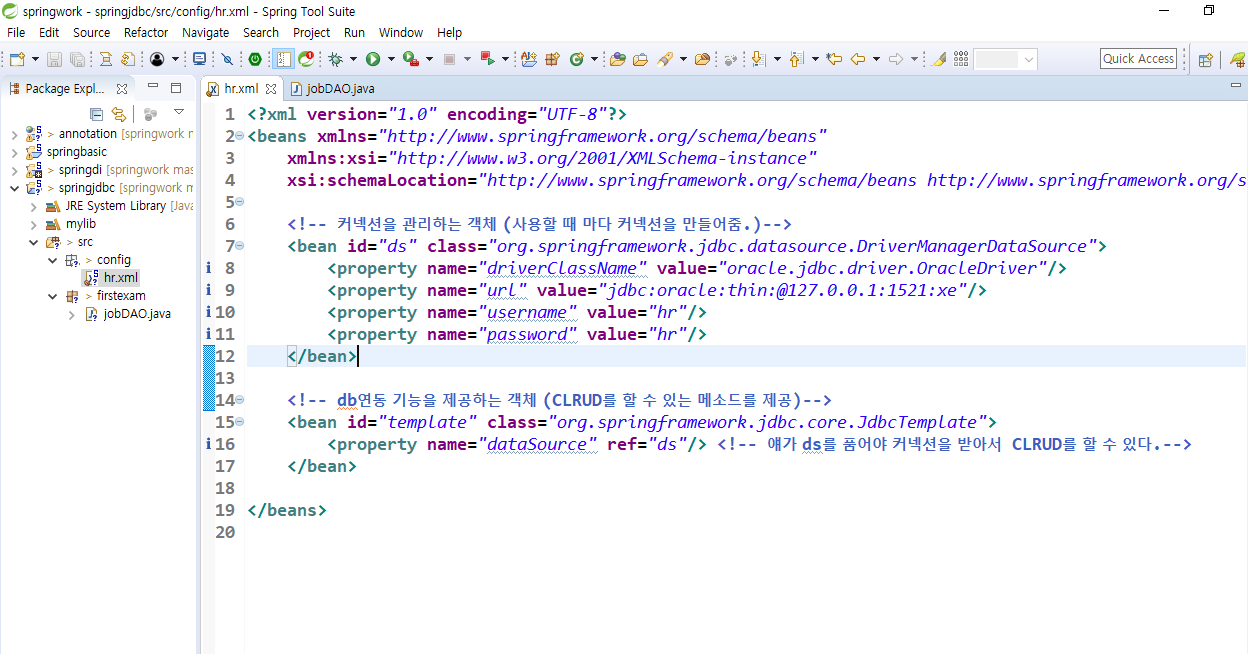 springwork - springjdbc/src/config/hr.xml - Spring Tool Suite
File Edit Source Refactor Navigate Search Project Run Window Help
Quick Access
Package Expl...
hr.xml
jobDAO.java
> annotation [springwork
springbasic
> springdi [springwork mas
> springjdbc [springwork
JRE System Library [Java
mylib
> src
> config
hr.xml
> firstexam
jobDAO.java
1 <?xml version="1.0" encoding="UTF-8"?>
2 <beans xmlns="http://www.springframework.org/schema/beans"
3 xmlns:xsi="http://www.w3.org/2001/XMLSchema-instance"
4 xsi:schemaLocation="http://www.springframework.org/schema/beans http://www.springframework.org/s
5
6 <!-- 커넥션을 관리하는 객체 (사용할 때 마다 커넥션을 만들어줌.)-->
7 <bean id="ds" class="org.springframework.jdbc.datasource.DriverManagerDataSource">
8 <property name="driverClassName" value="oracle.jdbc.driver.OracleDriver"/>
9 <property name="url" value="jdbc:oracle:thin:@127.0.0.1:1521:xe"/>
10 <property name="username" value="hr"/>
11 <property name="password" value="hr"/>
12 </bean>
13
14 <!-- db연동 기능을 제공하는 객체 (CLRUD를 할 수 있는 메소드를 제공)-->
15 <bean id="template" class="org.springframework.jdbc.core.JdbcTemplate">
16 <property name="dataSource" ref="ds"/> <!-- 얘가 ds를 품어야 커넥션을 받아서 CLRUD를 할 수 있다.-->
17 </bean>
18
19 </beans>
20